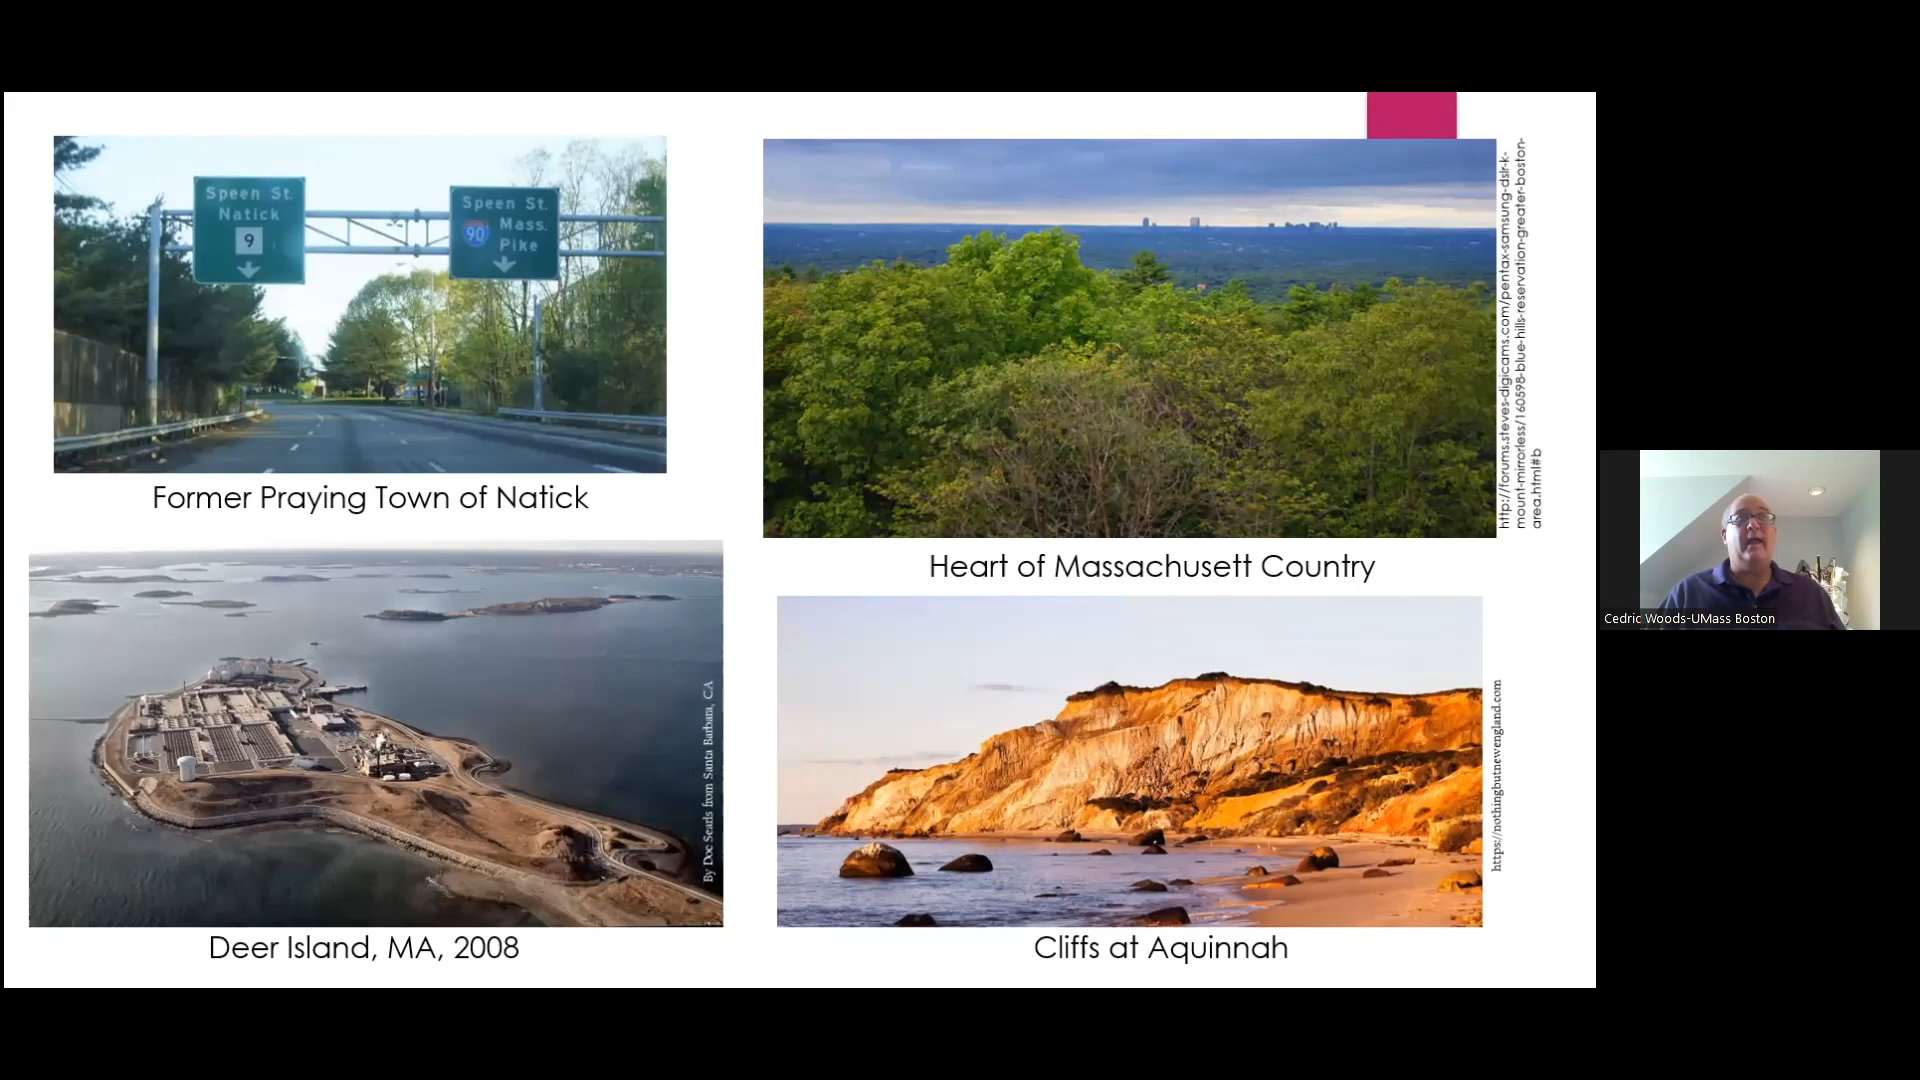 Speen St.
Natick
9
Speen St.
90 Mass.
Pike
Former Praying Town of Natick
http://forums.steves-digicams.com/pentax-samsung-dslr-k-
mount-mirrorless/160598-blue-hills-reservation-greater-boston-
area.html#b
Heart of Massachusett Country
By Doc Searls from Santa Barbara, CA
Deer Island, MA, 2008
https://nothingbutnewengland.com
Cliffs at Aquinnah
Cedric Woods-UMass Boston